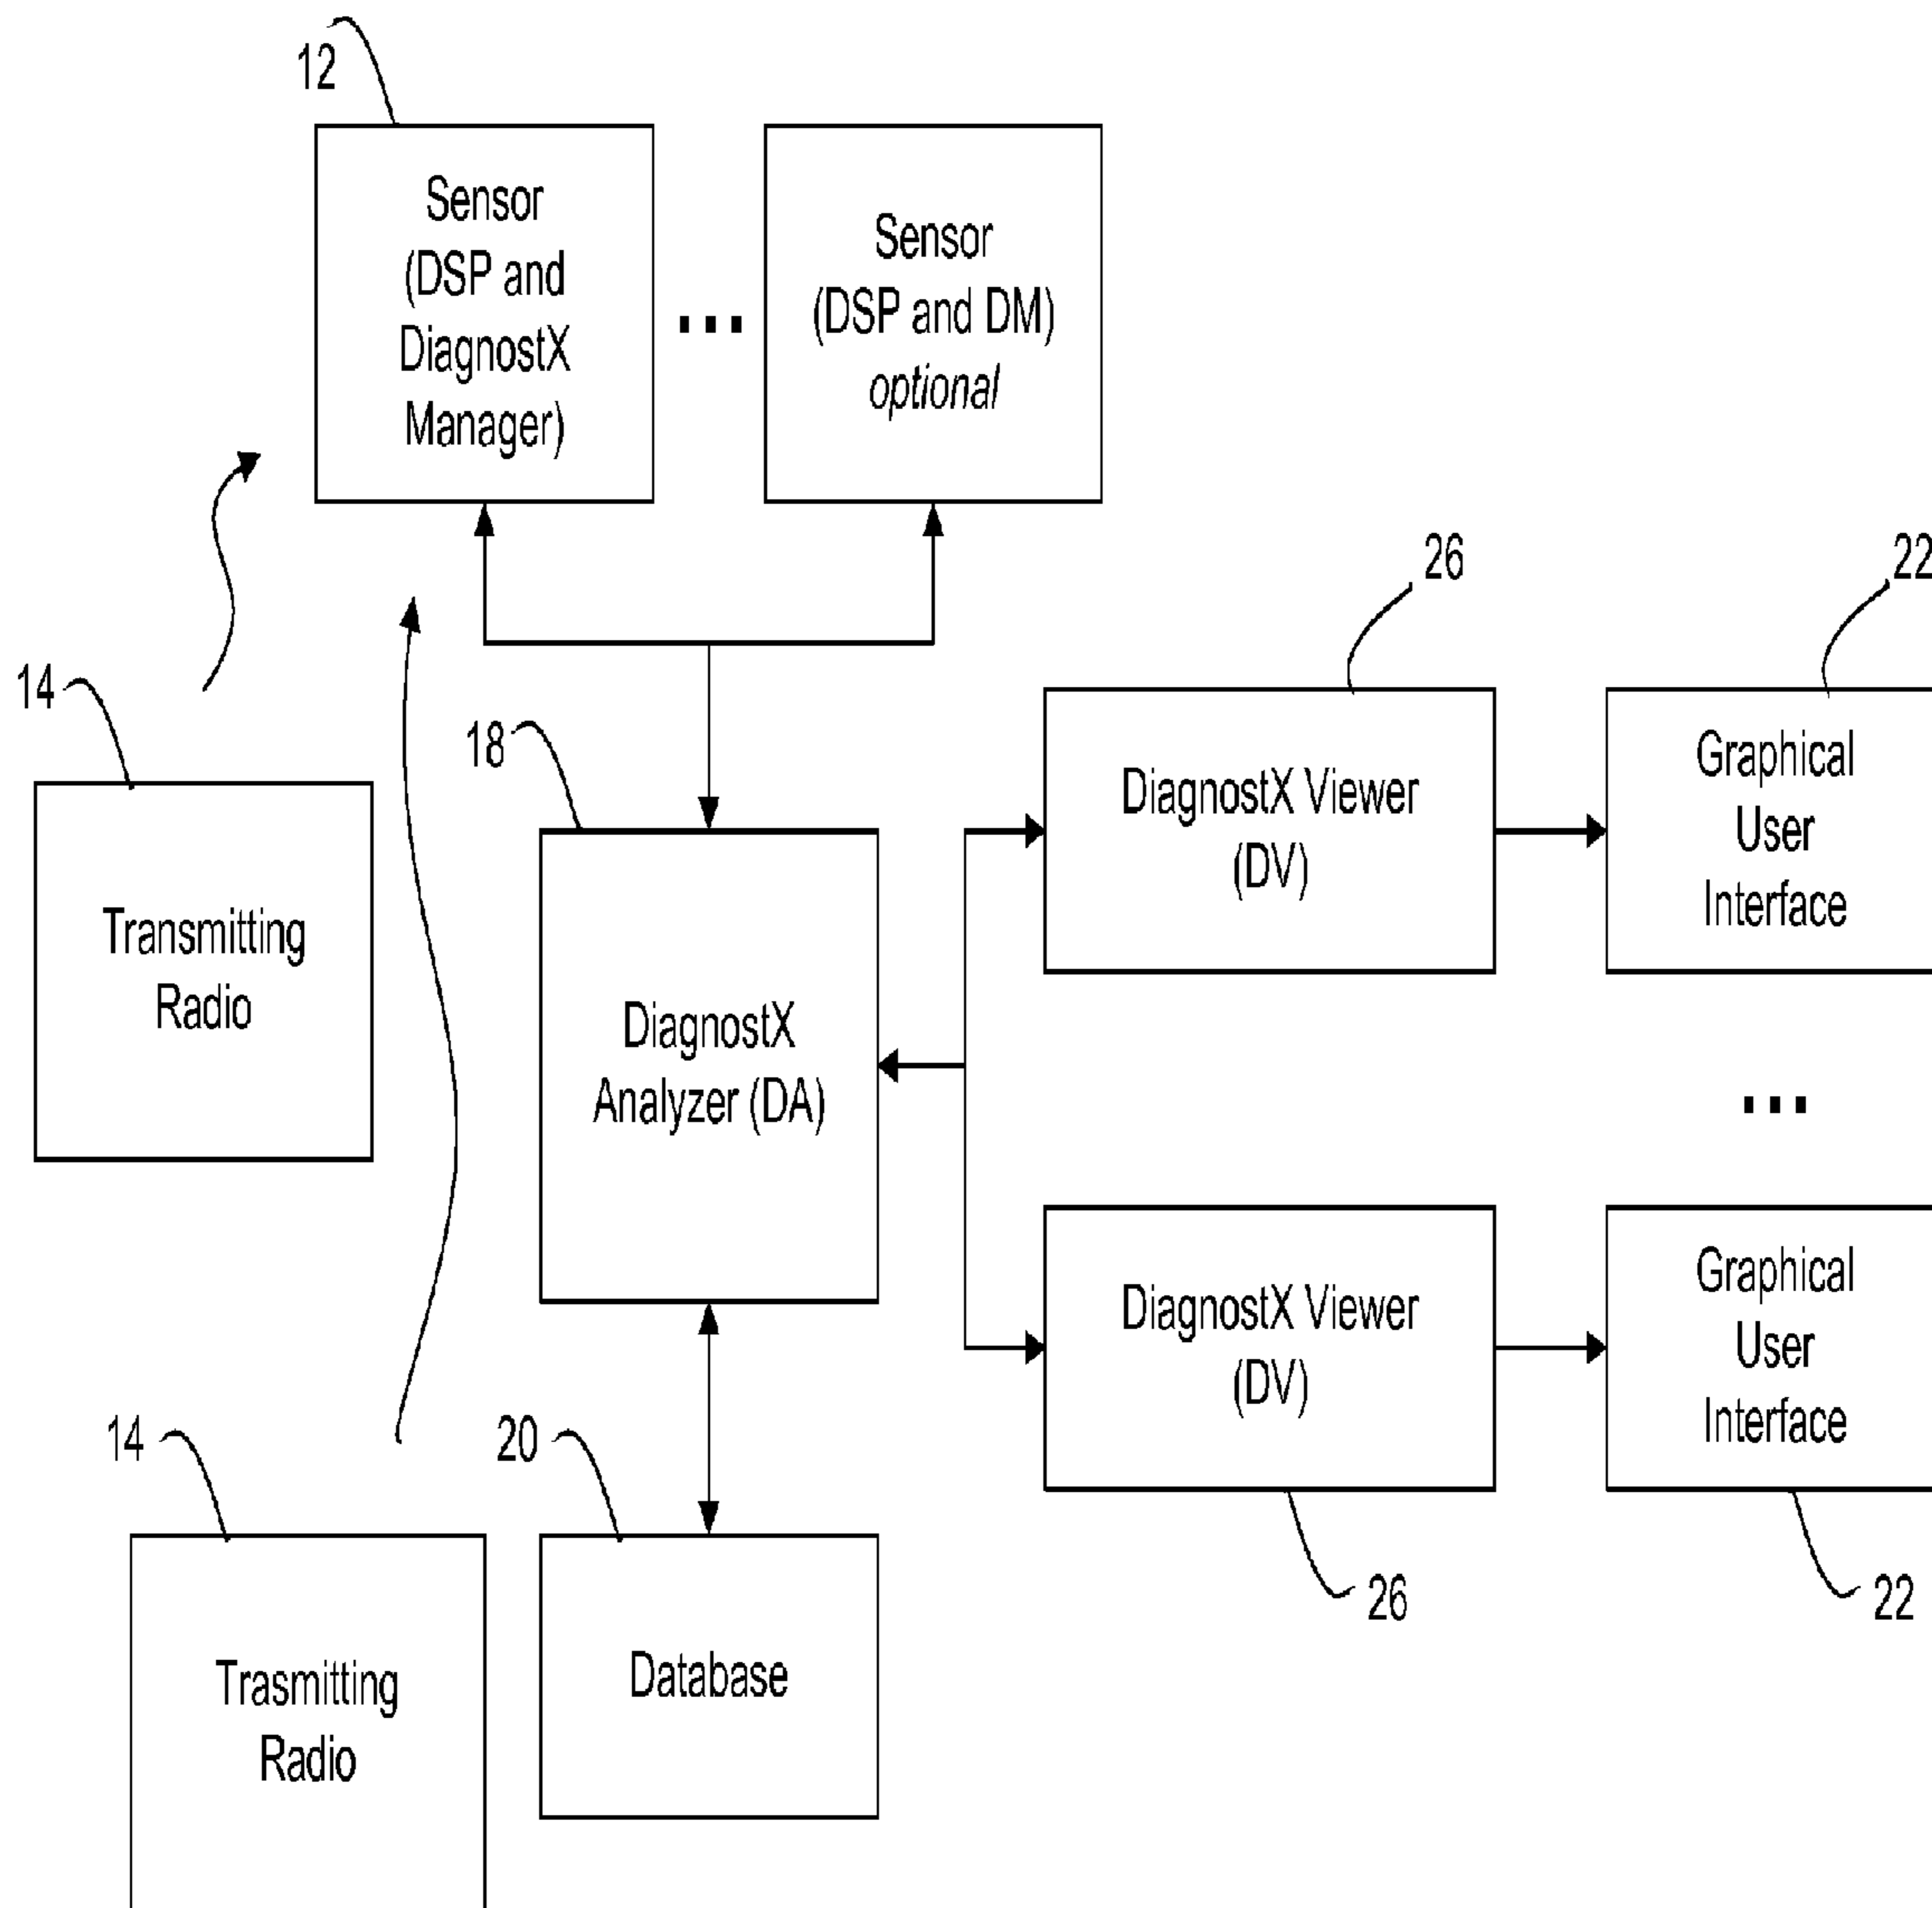 12
Sensor
(DSP and
DiagnostX
Manager)
...
Sensor
(DSP and DM)
optional
26
22
14
18
Transmitting
Radio
DiagnostX
Analyzer (DA)
DiagnostX Viewer
(DV)
Graphical
User
Interface
...
DiagnostX Viewer
(DV)
Graphical
User
Interface
14
20
26
22
Trasmitting
Radio
Database